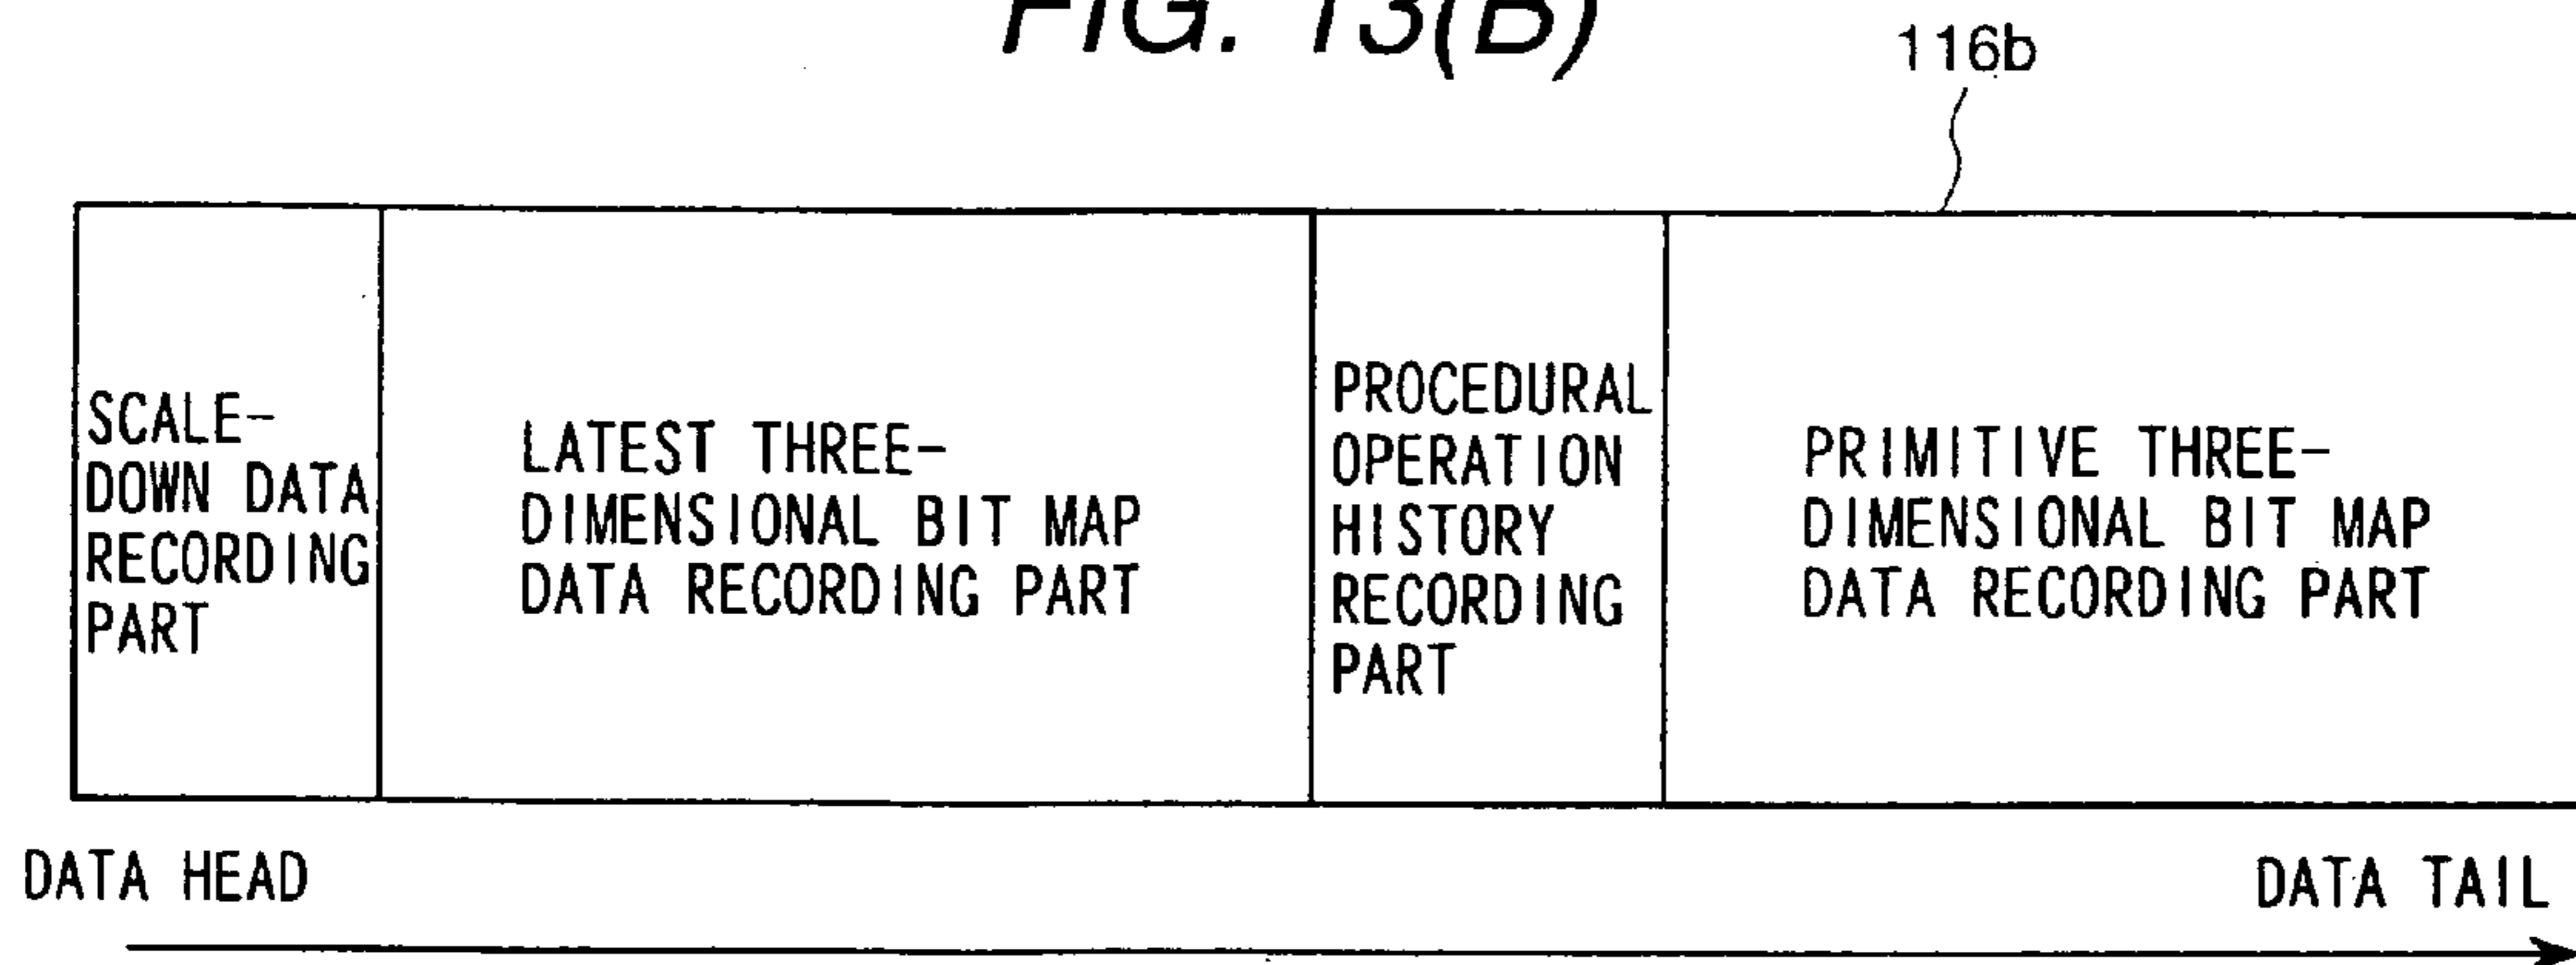 FIG. 13(B)
116b
SCALE-
DOWN DATA
RECORDING
PART
LATEST THREE-
DIMENSIONAL BIT MAP
DATA RECORDING PART
PROCEDURAL
OPERATION
HISTORY
RECORDING
PART
PRIMITIVE THREE-
DIMENSIONAL BIT MAP
DATA RECORDING PART
DATA HEAD
DATA TAIL